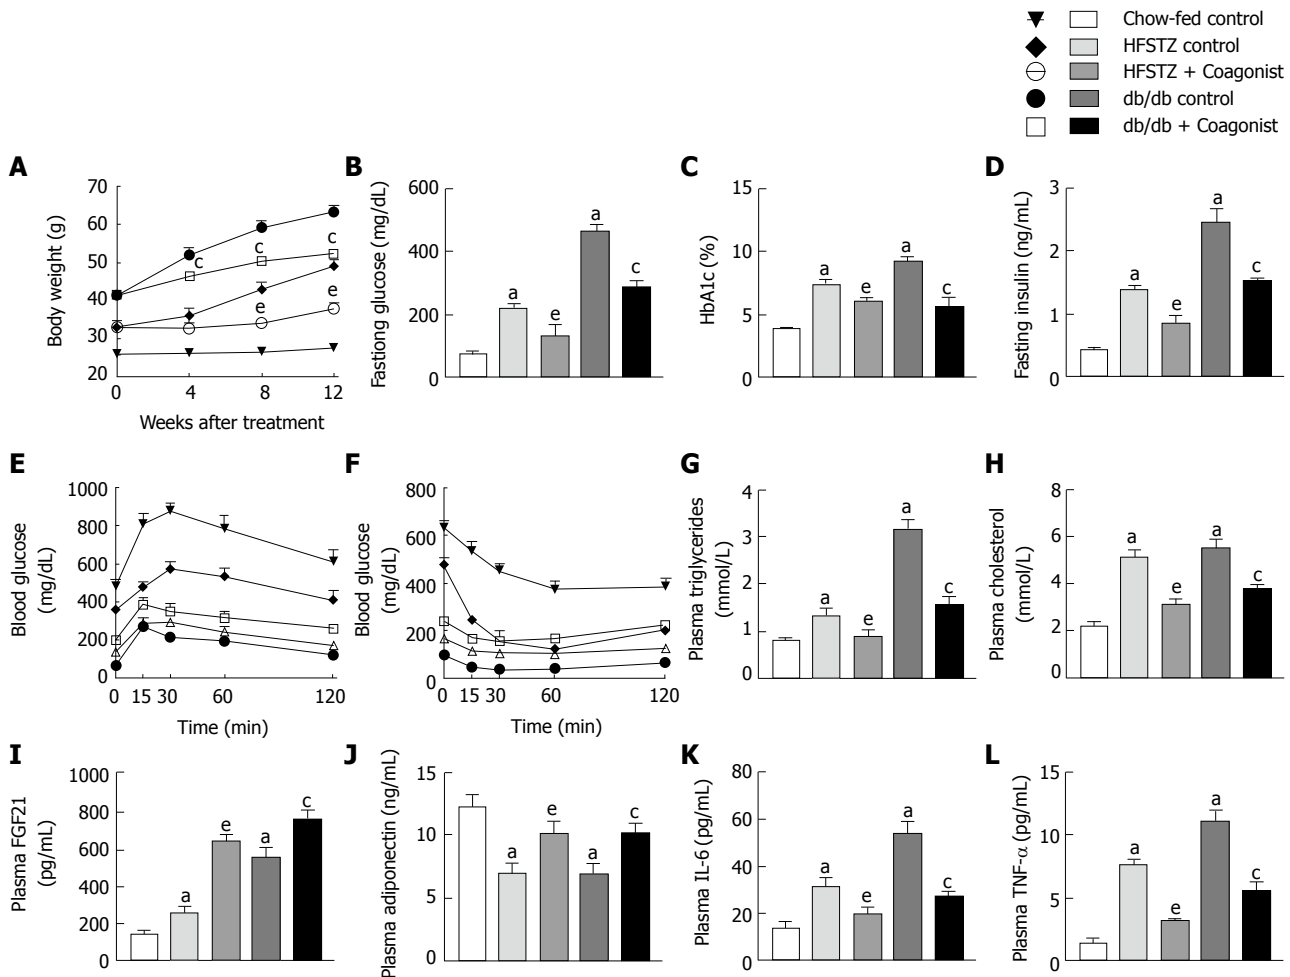 Chow-fed control
HFSTZ control
HFSTZ + Coagonist
db/db control
db/db + Coagonist
A
Body weight (g)
70
60
50
40
30
20
c
c
c
e
e
0
4
8
12
Weeks after treatment
B
Fastiong glucose (mg/dL)
600
400
200
0
a
e
a
c
C
HbA1c (%)
15
10
5
0
a
e
a
c
D
Fasting insulin (ng/mL)
3
2
1
0
a
e
a
c
E
Blood glucose
(mg/dL)
1000
800
600
400
200
0
0
15
30
60
120
Time (min)
F
Blood glucose
(mg/dL)
800
600
400
200
0
0
15
30
60
120
Time (min)
G
Plasma triglycerides
(mmol/L)
4
3
2
1
0
a
e
a
c
H
Plasma cholesterol
(mmol/L)
8
6
4
2
0
a
e
a
c
I
Plasma FGF21
(pg/mL)
1000
800
600
400
200
0
a
e
a
c
J
Plasma adiponectin (ng/mL)
15
10
5
0
a
e
a
c
K
Plasma IL-6 (pg/mL)
80
60
40
20
0
a
e
a
c
L
Plasma TNF-α (pg/mL)
15
10
5
0
a
e
a
c